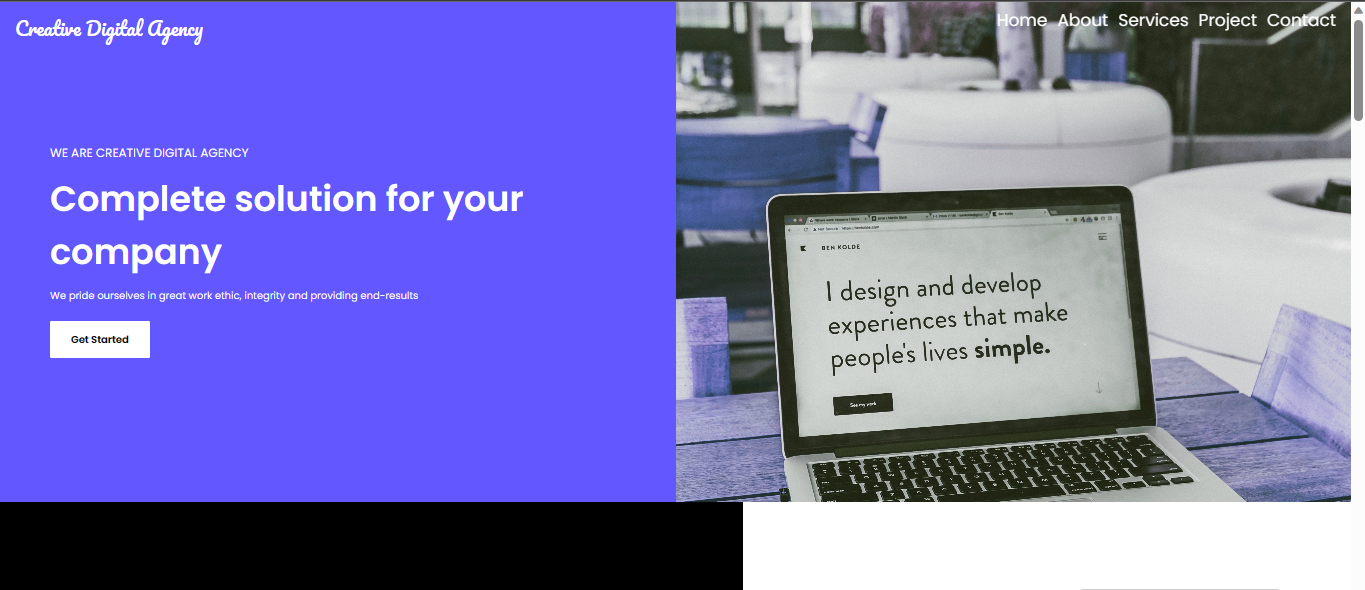 Creative Digital Agency
Home About Services Project Contact
WE ARE CREATIVE DIGITAL AGENCY
Complete solution for your
company
We pride ourselves in great work ethic, integrity and providing end-results
Get Started
BEN KOLDE
I design and develop
experiences that make
people's lives simple.
See my work